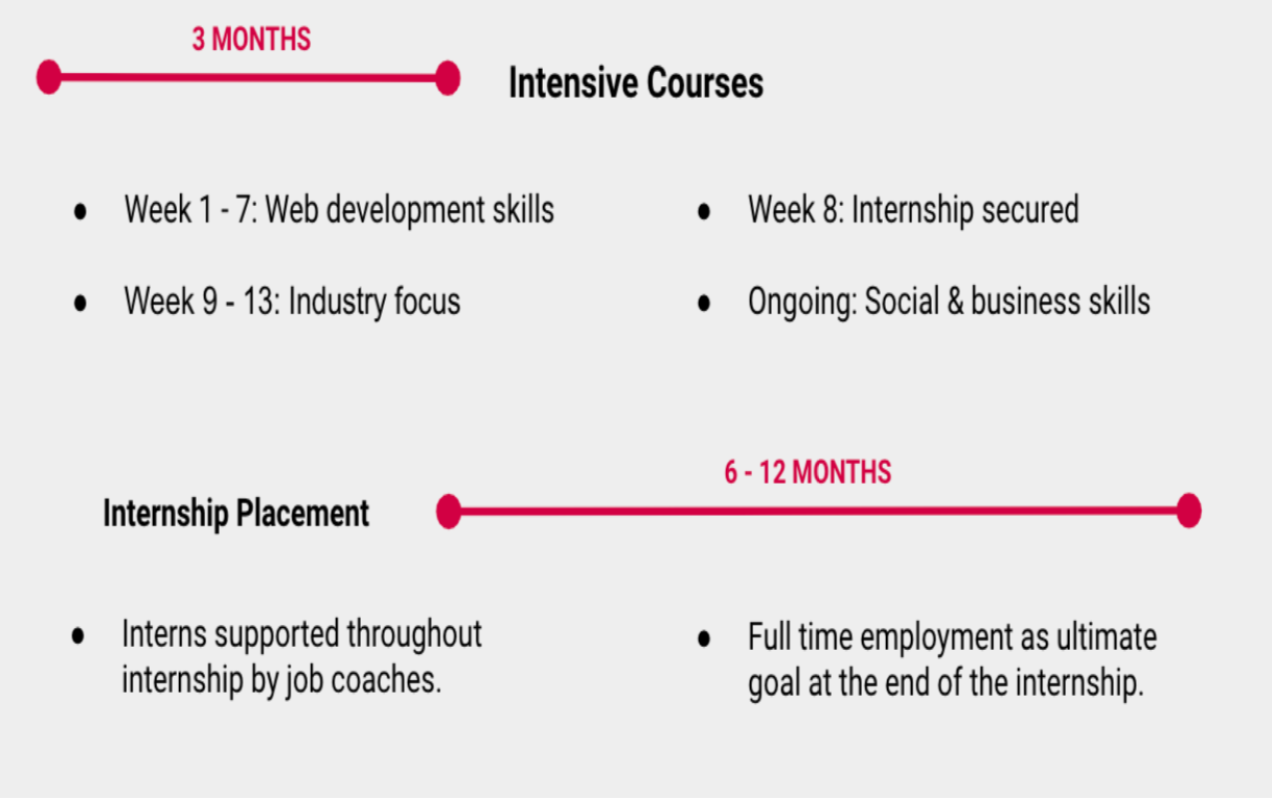 3 MONTHS
Intensive Courses
● Week 1 - 7: Web development skills
● Week 8: Internship secured
● Week 9 - 13: Industry focus
● Ongoing: Social & business skills
6 - 12 MONTHS
Internship Placement
● Interns supported throughout
internship by job coaches.
● Full time employment as ultimate
goal at the end of the internship.